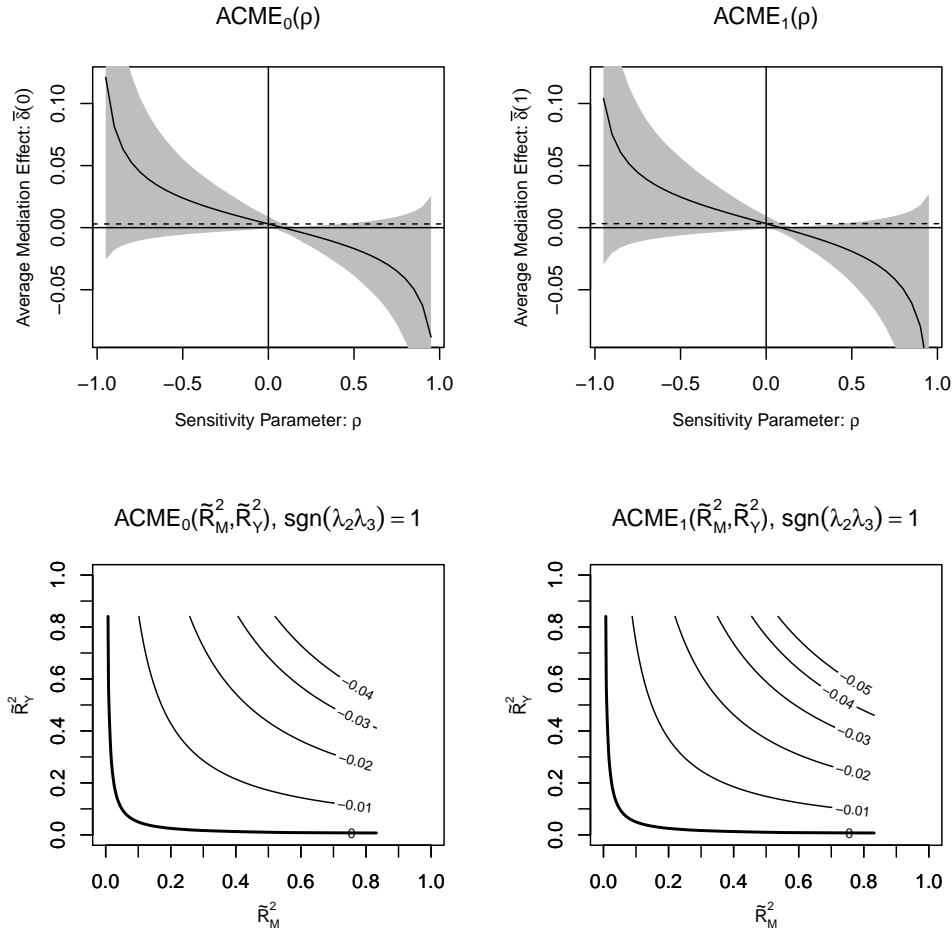 ACME₀(ρ)
Average Mediation Effect: δ̄(0)
0.10
0.05
0.00
−0.05
−1.0 −0.5 0.0 0.5 1.0
Sensitivity Parameter: ρ
ACME₁(ρ)
Average Mediation Effect: δ̄(1)
0.10
0.05
0.00
−0.05
−1.0 −0.5 0.0 0.5 1.0
Sensitivity Parameter: ρ
ACME₀(R̃²_M,R̃²_Y), sgn(λ₂λ₃) = 1
R̃²_Y
1.0
0.8
0.6
0.4
0.2
0.0
−0.04
−0.03
−0.02
−0.01
0
0.0 0.2 0.4 0.6 0.8 1.0
R̃²_M
ACME₁(R̃²_M,R̃²_Y), sgn(λ₂λ₃) = 1
R̃²_Y
1.0
0.8
0.6
0.4
0.2
0.0
−0.05
−0.04
−0.03
−0.02
−0.01
0
0.0 0.2 0.4 0.6 0.8 1.0
R̃²_M